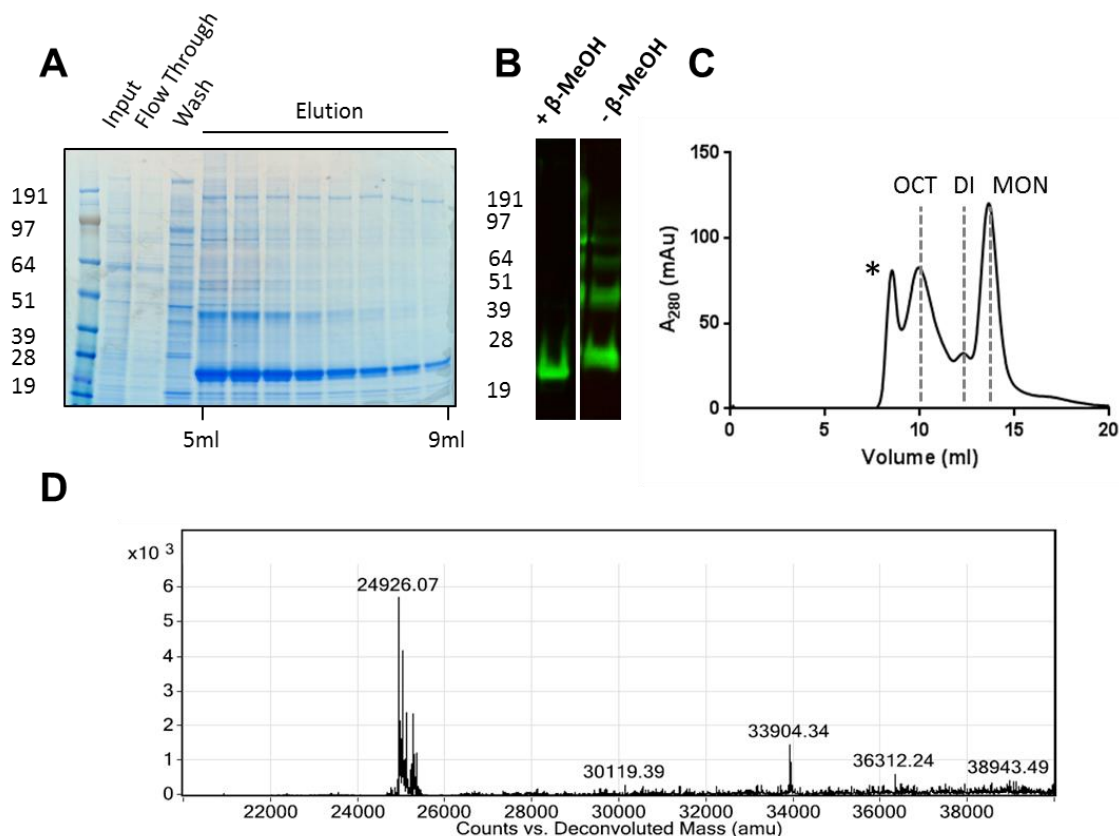 A
Input
Flow Through
Wash
Elution
191
97
64
51
39
28
19
5ml
9ml
B
+ β-MeOH
- β-MeOH
191
97
64
51
39
28
19
C
150
100
50
0
A280 (mAu)
*
OCT DI MON
0 5 10 15 20
Volume (ml)
D
x10 3
6
5
4
3
2
1
0
24926.07
30119.39
33904.34
36312.24
38943.49
22000 24000 26000 28000 30000 32000 34000 36000 38000
Counts vs. Deconvoluted Mass (amu)